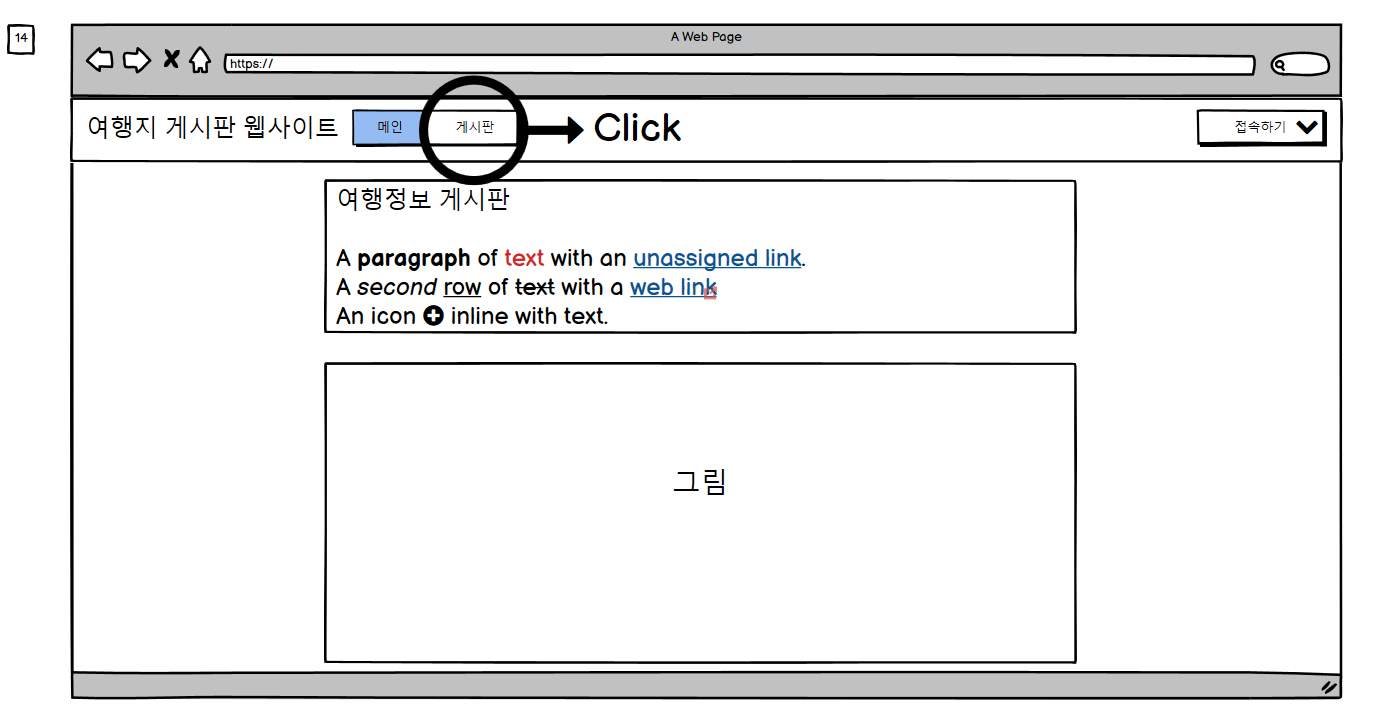 14
A Web Page
https://
여행지 게시판 웹사이트 메인 게시판 Click 접속하기
여행정보 게시판
A paragraph of text with an unassigned link.
A second row of text with a web link
An icon inline with text.
그림